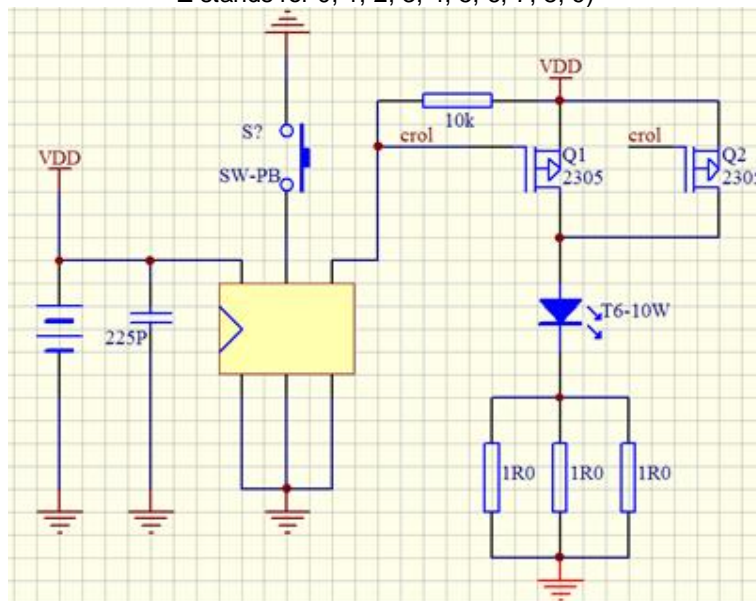 VDD
S?
crol
10k
Q1
crol
Q2
VDD
SW-PB
2305
225P
T6-10W
1R0
1R0
1R0